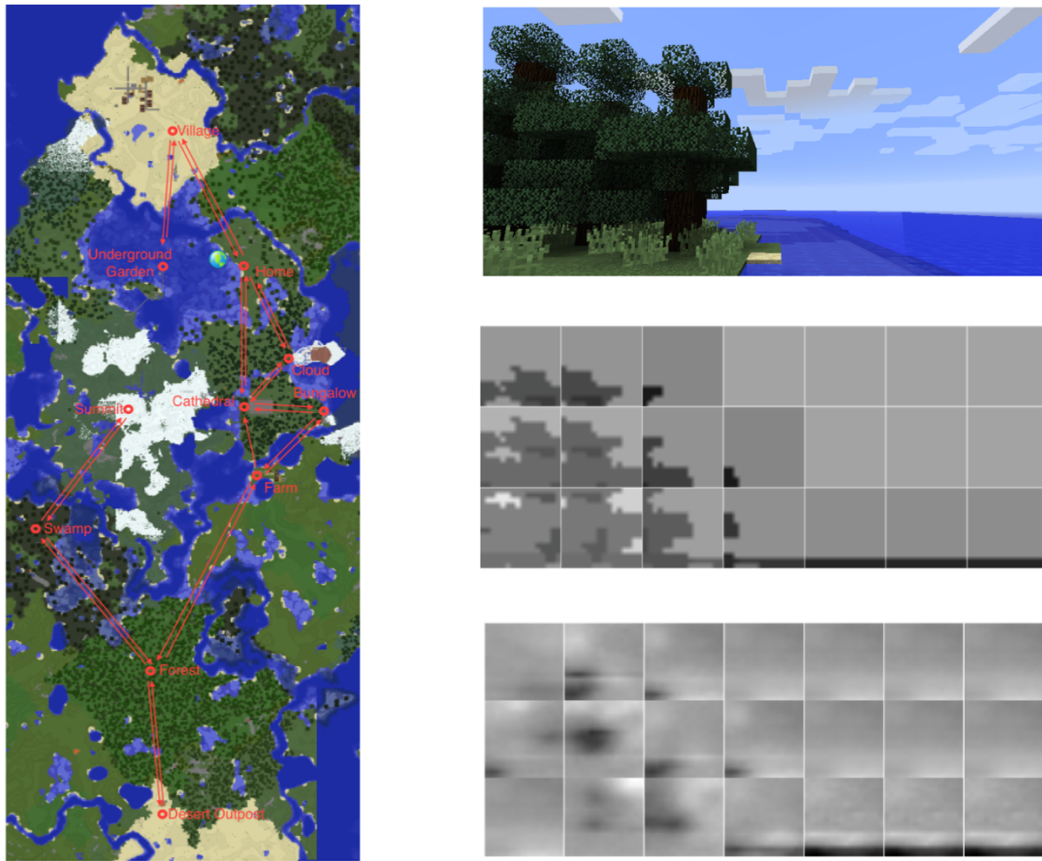 Village
Underground
Garden
Home
Cloud
Bungalow
Cathedral
Summit
Farm
Swamp
Forest
Desert Outpost